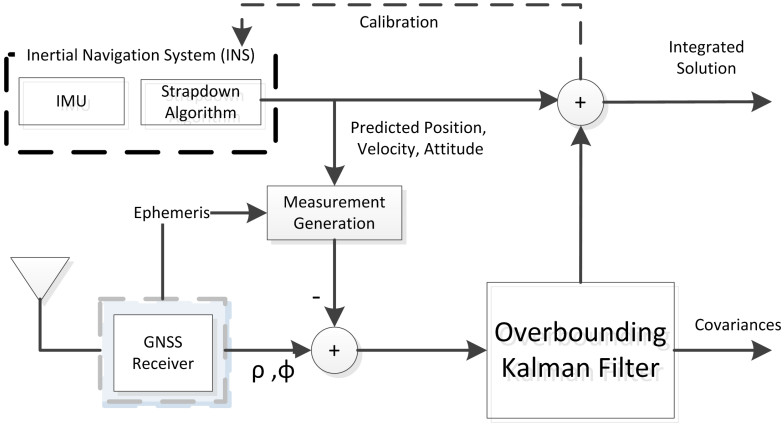 Calibration
Inertial Navigation System (INS)
Integrated
Solution
IMU
Strapdown
Algorithm
+
Predicted Position,
Velocity, Attitude
Ephemeris
Measurement
Generation
-
GNSS
Receiver
ρ ,ϕ
+
Overbounding
Kalman Filter
Covariances